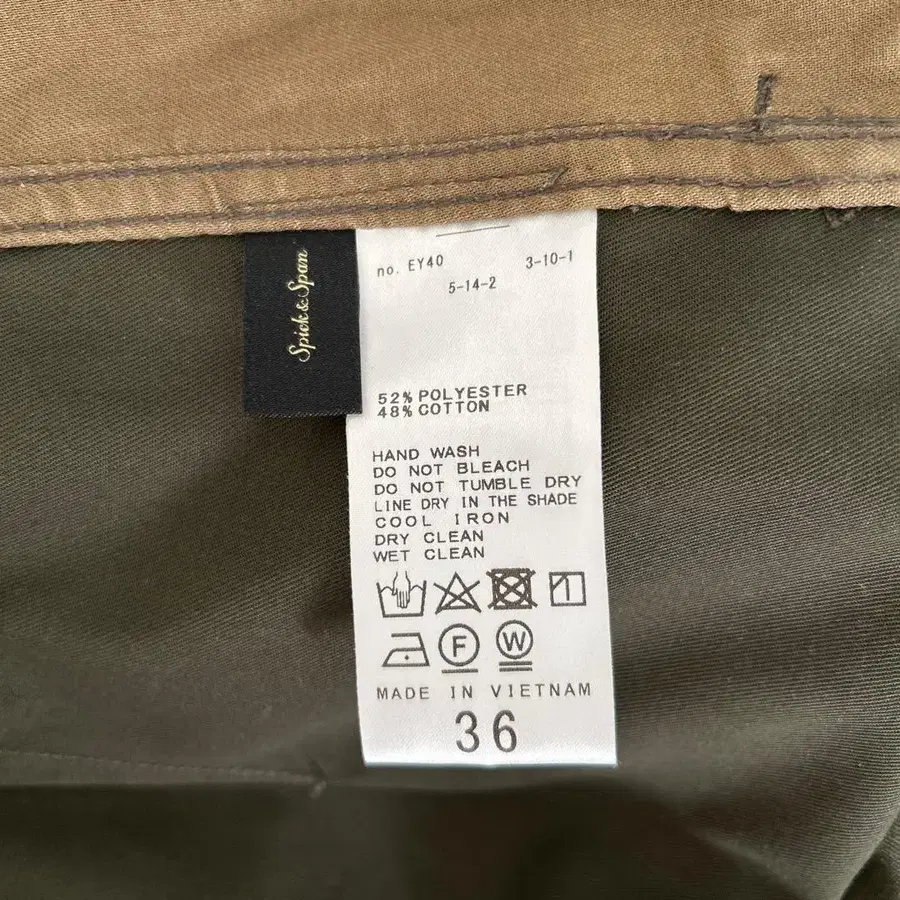 Spick & Span
no. EY40 3-10-1
5-14-2
52% POLYESTER
48% COTTON
HAND WASH
DO NOT BLEACH
DO NOT TUMBLE DRY
LINE DRY IN THE SHADE
COOL IRON
DRY CLEAN
WET CLEAN
F W
MADE IN VIETNAM
36